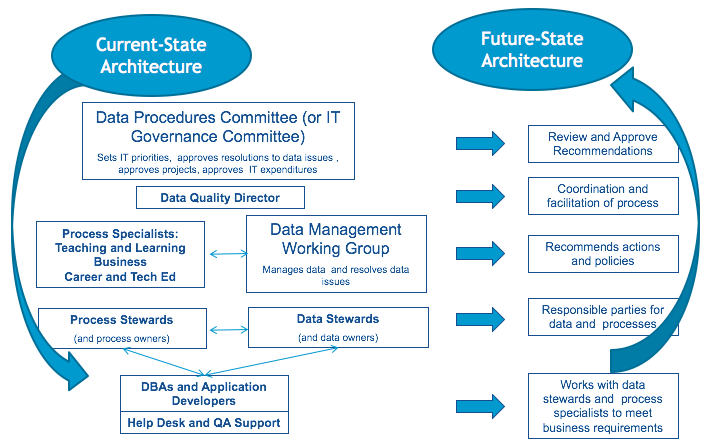 Current-State
Architecture
Future-State
Architecture
Data Procedures Committee (or IT
Governance Committee)
Sets IT priorities, approves resolutions to data issues ,
approves projects, approves IT expenditures
Review and Approve
Recommendations
Data Quality Director
Coordination and
facilitation of process
Process Specialists:
Teaching and Learning
Business
Career and Tech Ed
Data Management
Working Group
Manages data and resolves data
issues
Recommends actions
and policies
Process Stewards
(and process owners)
Data Stewards
(and data owners)
Responsible parties for
data and processes
DBAs and Application
Developers
Help Desk and QA Support
Works with data
stewards and process
specialists to meet
business requirements